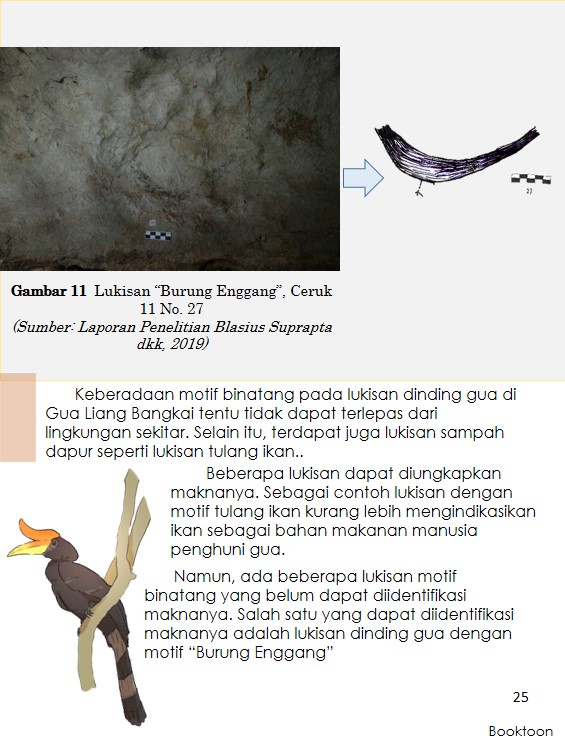 27
Gambar 11 Lukisan “Burung Enggang”, Ceruk
11 No. 27
(Sumber: Laporan Penelitian Blasius Suprapta
dkk, 2019)
Keberadaan motif binatang pada lukisan dinding gua di
Gua Liang Bangkai tentu tidak dapat terlepas dari
lingkungan sekitar. Selain itu, terdapat juga lukisan sampah
dapur seperti lukisan tulang ikan..
Beberapa lukisan dapat diungkapkan
maknanya. Sebagai contoh lukisan dengan
motif tulang ikan kurang lebih mengindikasikan
ikan sebagai bahan makanan manusia
penghuni gua.
Namun, ada beberapa lukisan motif
binatang yang belum dapat diidentifikasi
maknanya. Salah satu yang dapat diidentifikasi
maknanya adalah lukisan dinding gua dengan
motif “Burung Enggang”
25
Booktoon